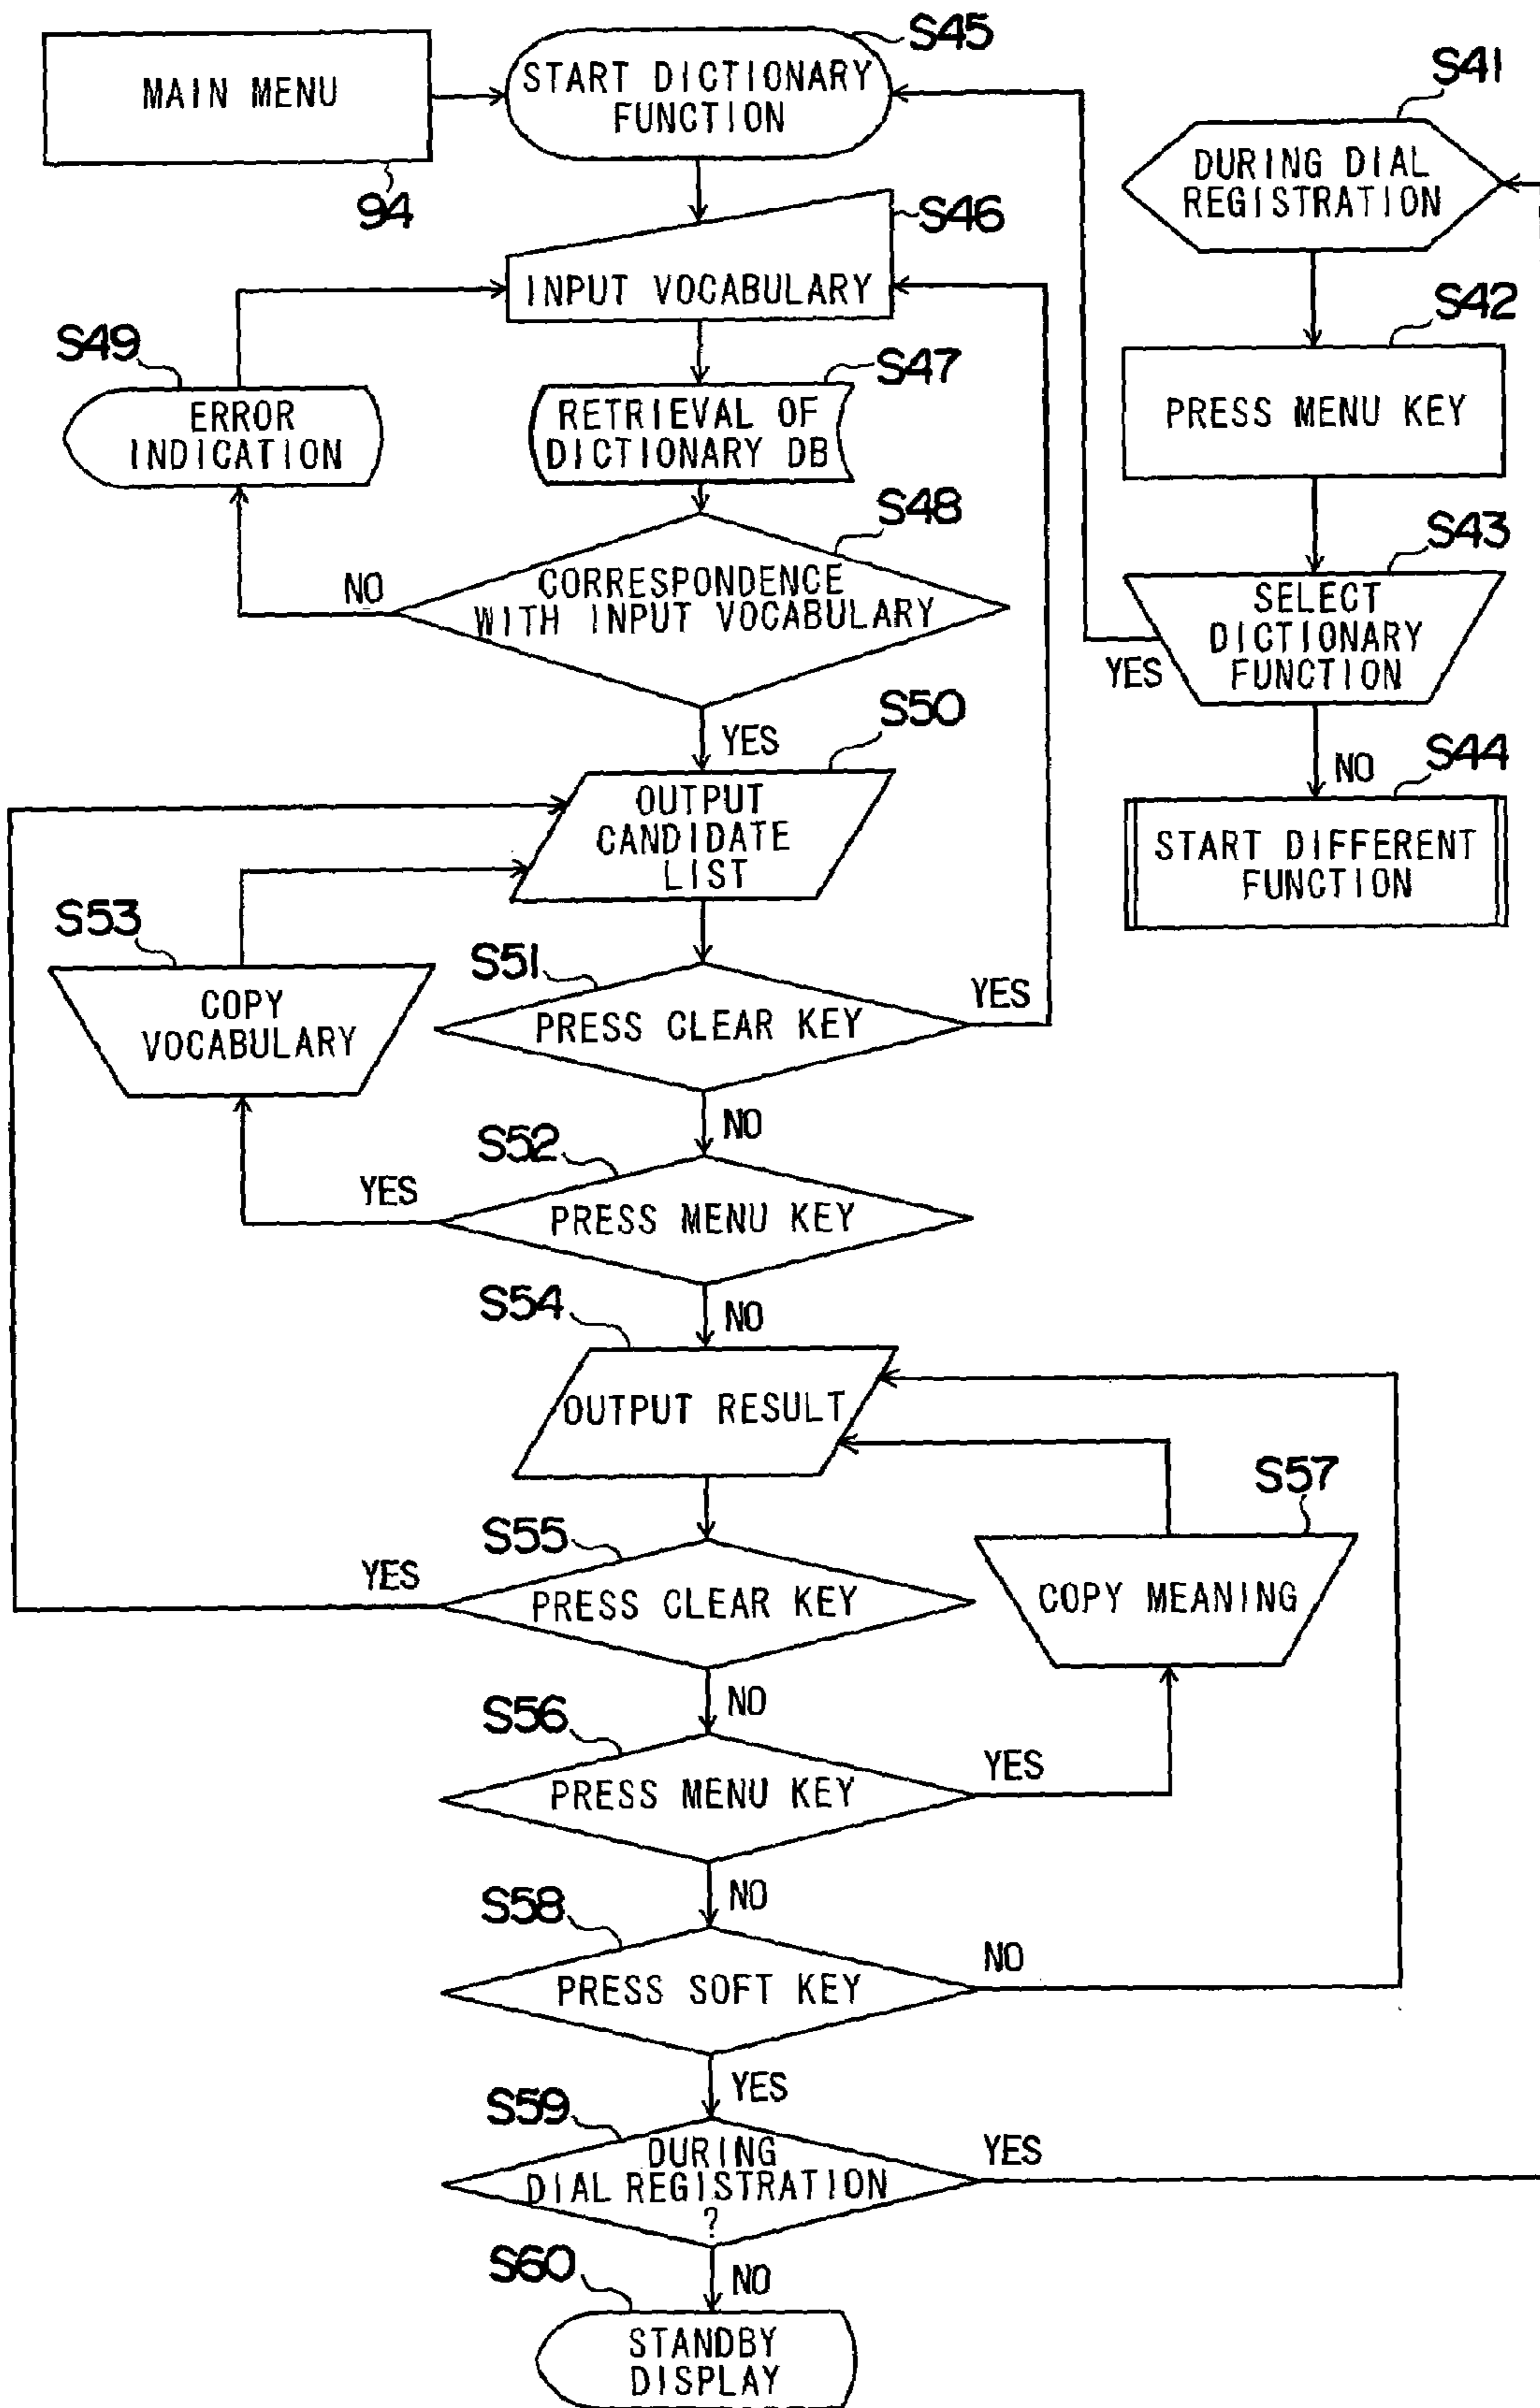 MAIN MENU
94
START DICTIONARY
FUNCTION
S45
INPUT VOCABULARY
S46
S49
ERROR
INDICATION
RETRIEVAL OF
DICTIONARY DB
S47
CORRESPONDENCE
WITH INPUT VOCABULARY
S48
NO
YES
OUTPUT
CANDIDATE
LIST
S50
S53
COPY
VOCABULARY
S51
PRESS CLEAR KEY
YES
NO
S52
PRESS MENU KEY
YES
NO
S54
OUTPUT RESULT
S55
PRESS CLEAR KEY
YES
NO
S57
COPY MEANING
S56
PRESS MENU KEY
YES
NO
S58
PRESS SOFT KEY
NO
YES
S59
DURING
DIAL REGISTRATION
?
YES
NO
S60
STANDBY
DISPLAY
S41
DURING DIAL
REGISTRATION
S42
PRESS MENU KEY
S43
SELECT
DICTIONARY
FUNCTION
YES
NO
S44
START DIFFERENT
FUNCTION